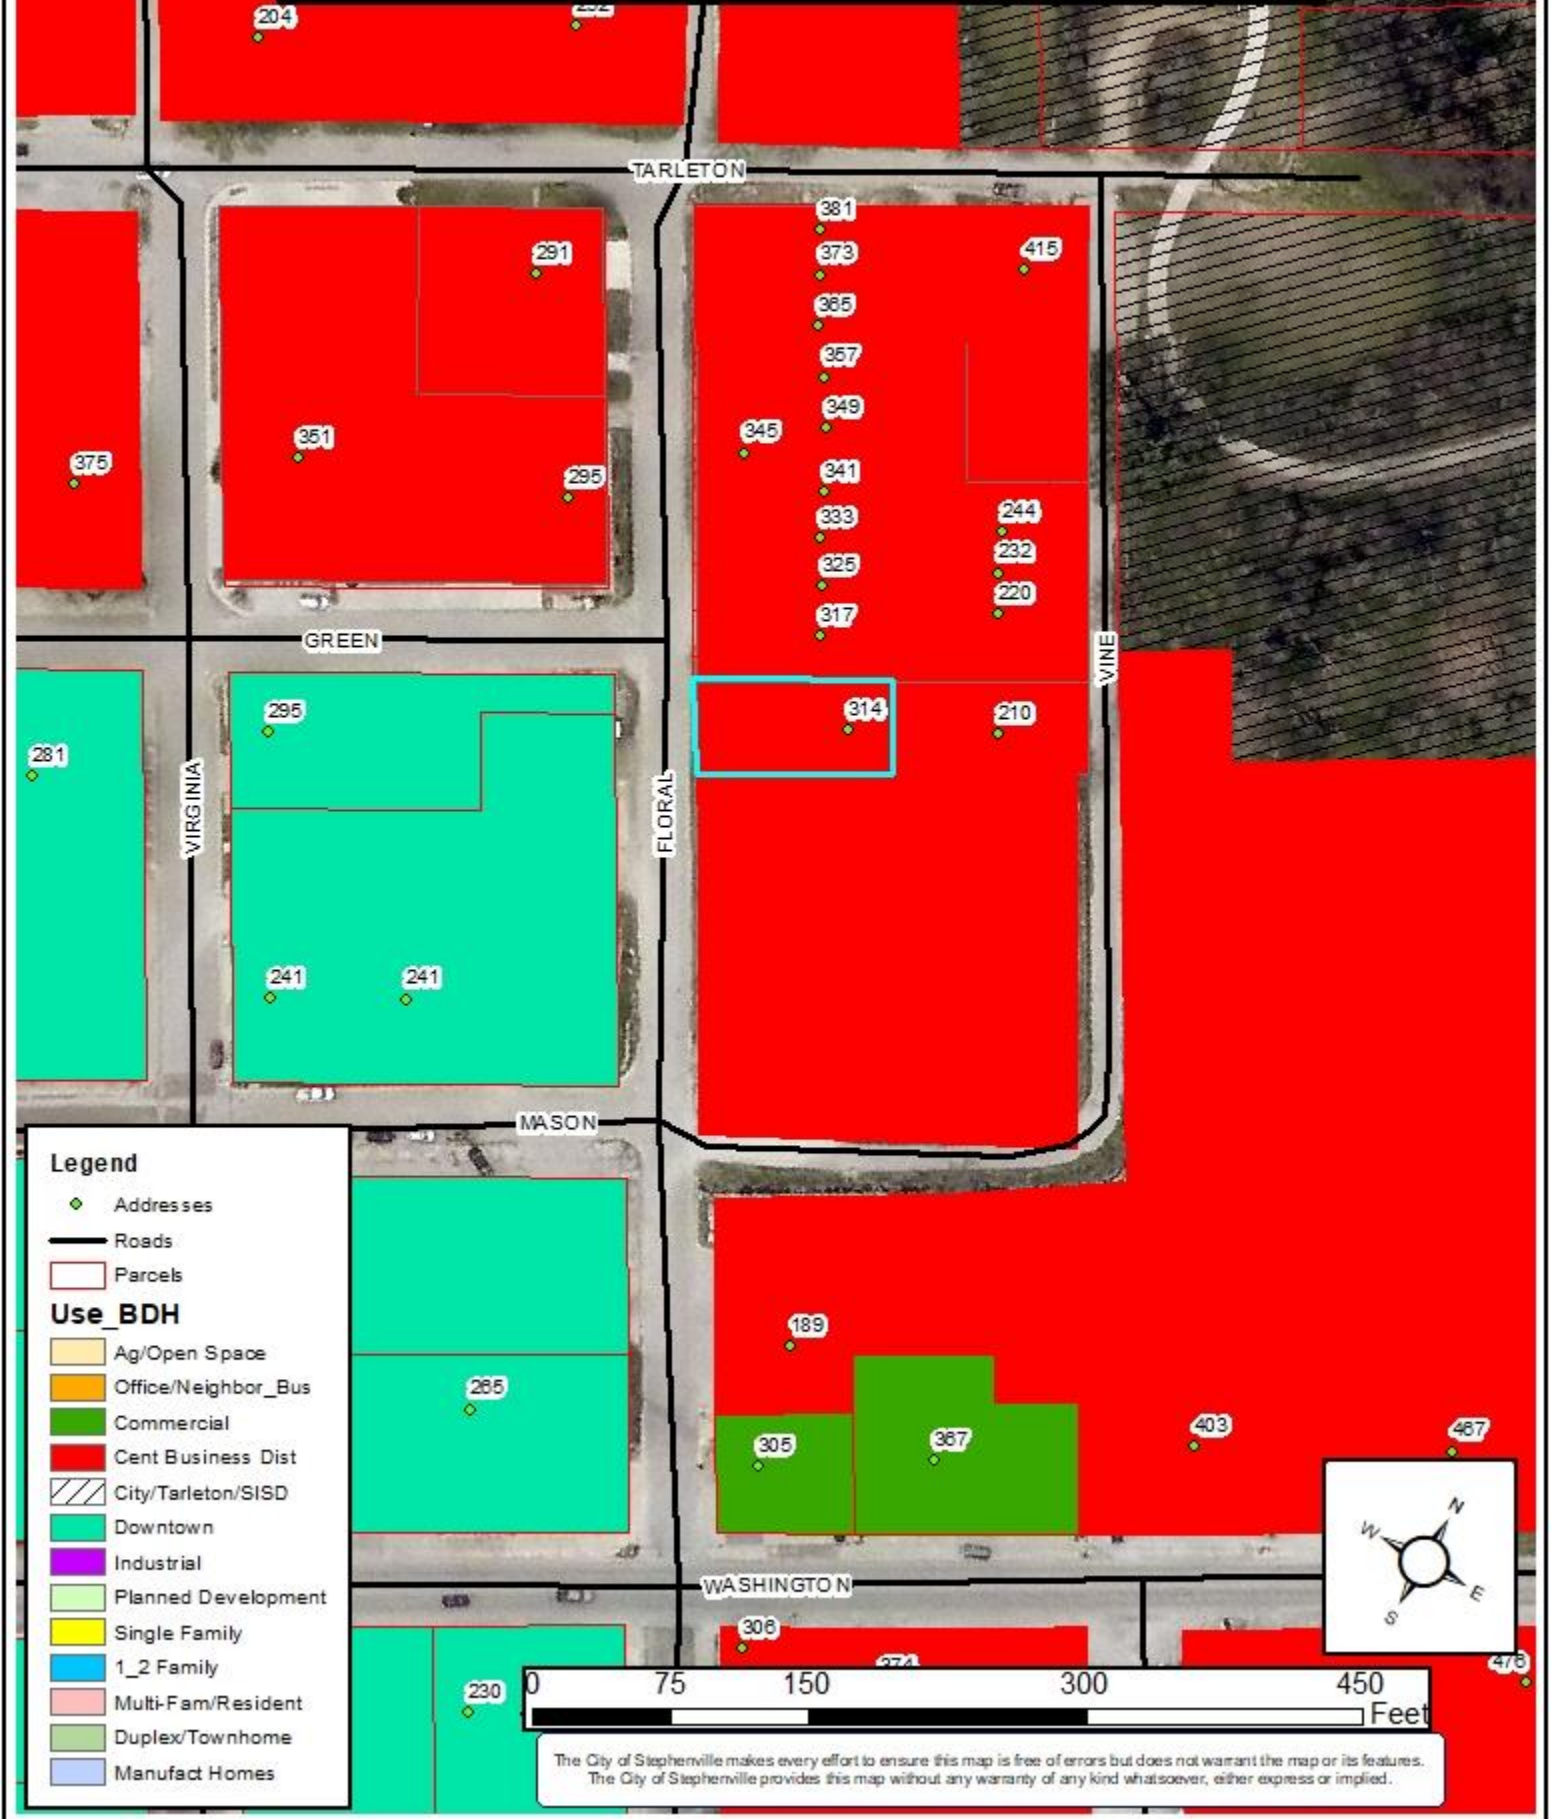 204
232
TARLETON
381
291
373
415
365
357
349
345
351
341
375
295
244
333
232
325
220
317
GREEN
VINE
295
314
210
281
VIRGINIA
FLORAL
241
241
MASON
189
265
305
367
403
467
WASHINGTON
306
374
476
230
Legend
Addresses
Roads
Parcels
Use_BDH
Ag/Open Space
Office/Neighbor_Bus
Commercial
Cent Business Dist
City/Tarleton/SISD
Downtown
Industrial
Planned Development
Single Family
1_2 Family
Multi-Fam/Resident
Duplex/Townhome
Manufact Homes
N
W
E
S
0 75 150 300 450
Feet
The City of Stephenville makes every effort to ensure this map is free of errors but does not warrant the map or its features.
The City of Stephenville provides this map without any warranty of any kind whatsoever, either express or implied.